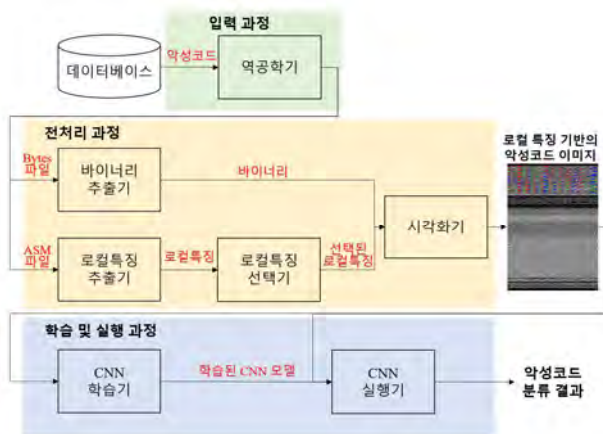 입력 과정
데이터베이스
악성코드
역공학기
전처리 과정
Bytes
파일
바이너리
추출기
바이너리
시각화기
로컬 특징 기반의
악성코드 이미지
ASM
파일
로컬특징
추출기
로컬특징
로컬특징
선택기
선택된
로컬특징
학습 및 실행 과정
CNN
학습기
학습된 CNN 모델
CNN
실행기
악성코드
분류 결과